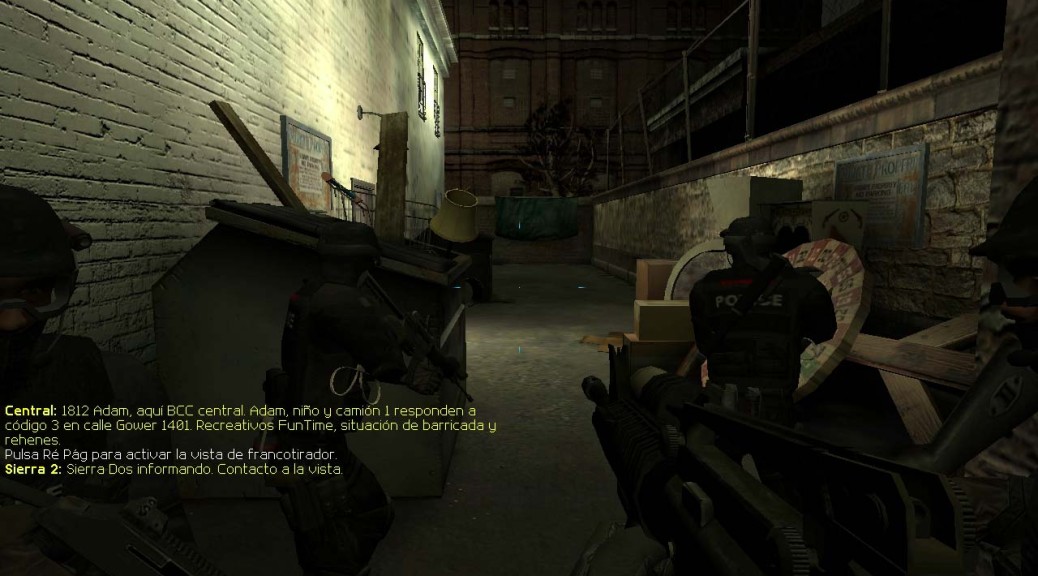 POLICE
Central: 1812 Adam, aquí BCC central. Adam, niño y camión 1 responden a
código 3 en calle Gower 1401. Recreativos FunTime, situación de barricada y
rehenes.
Pulsa Ré Pág para activar la vista de francotirador.
Sierra 2: Sierra Dos informando. Contacto a la vista.